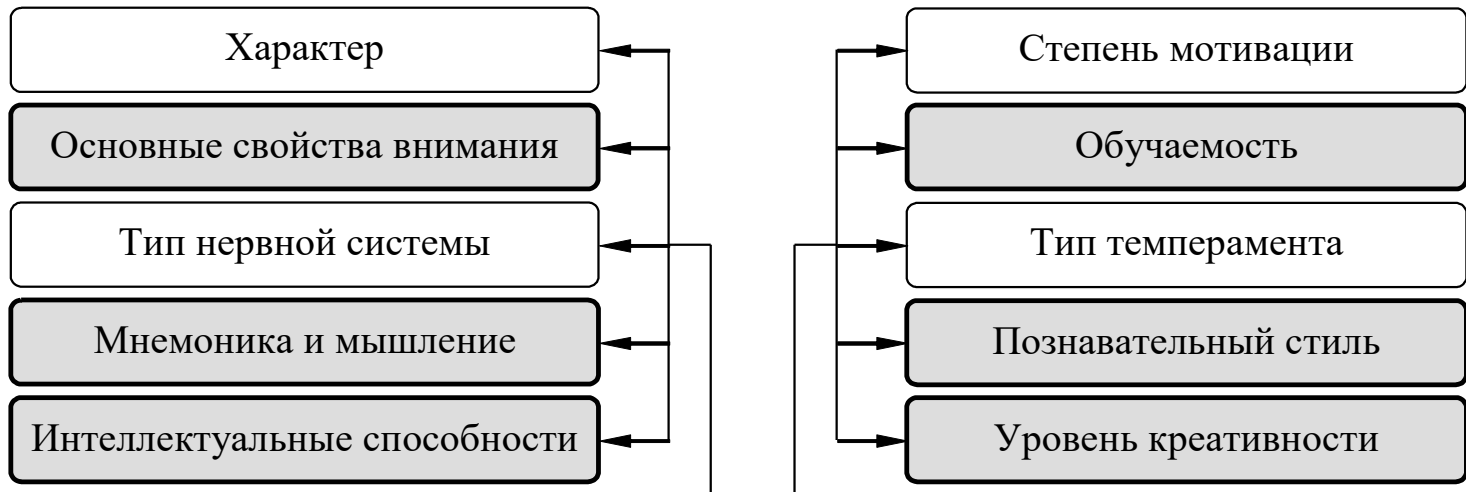 Характер
Основные свойства внимания
Тип нервной системы
Мнемоника и мышление
Интеллектуальные способности
Степень мотивации
Обучаемость
Тип темперамента
Познавательный стиль
Уровень креативности